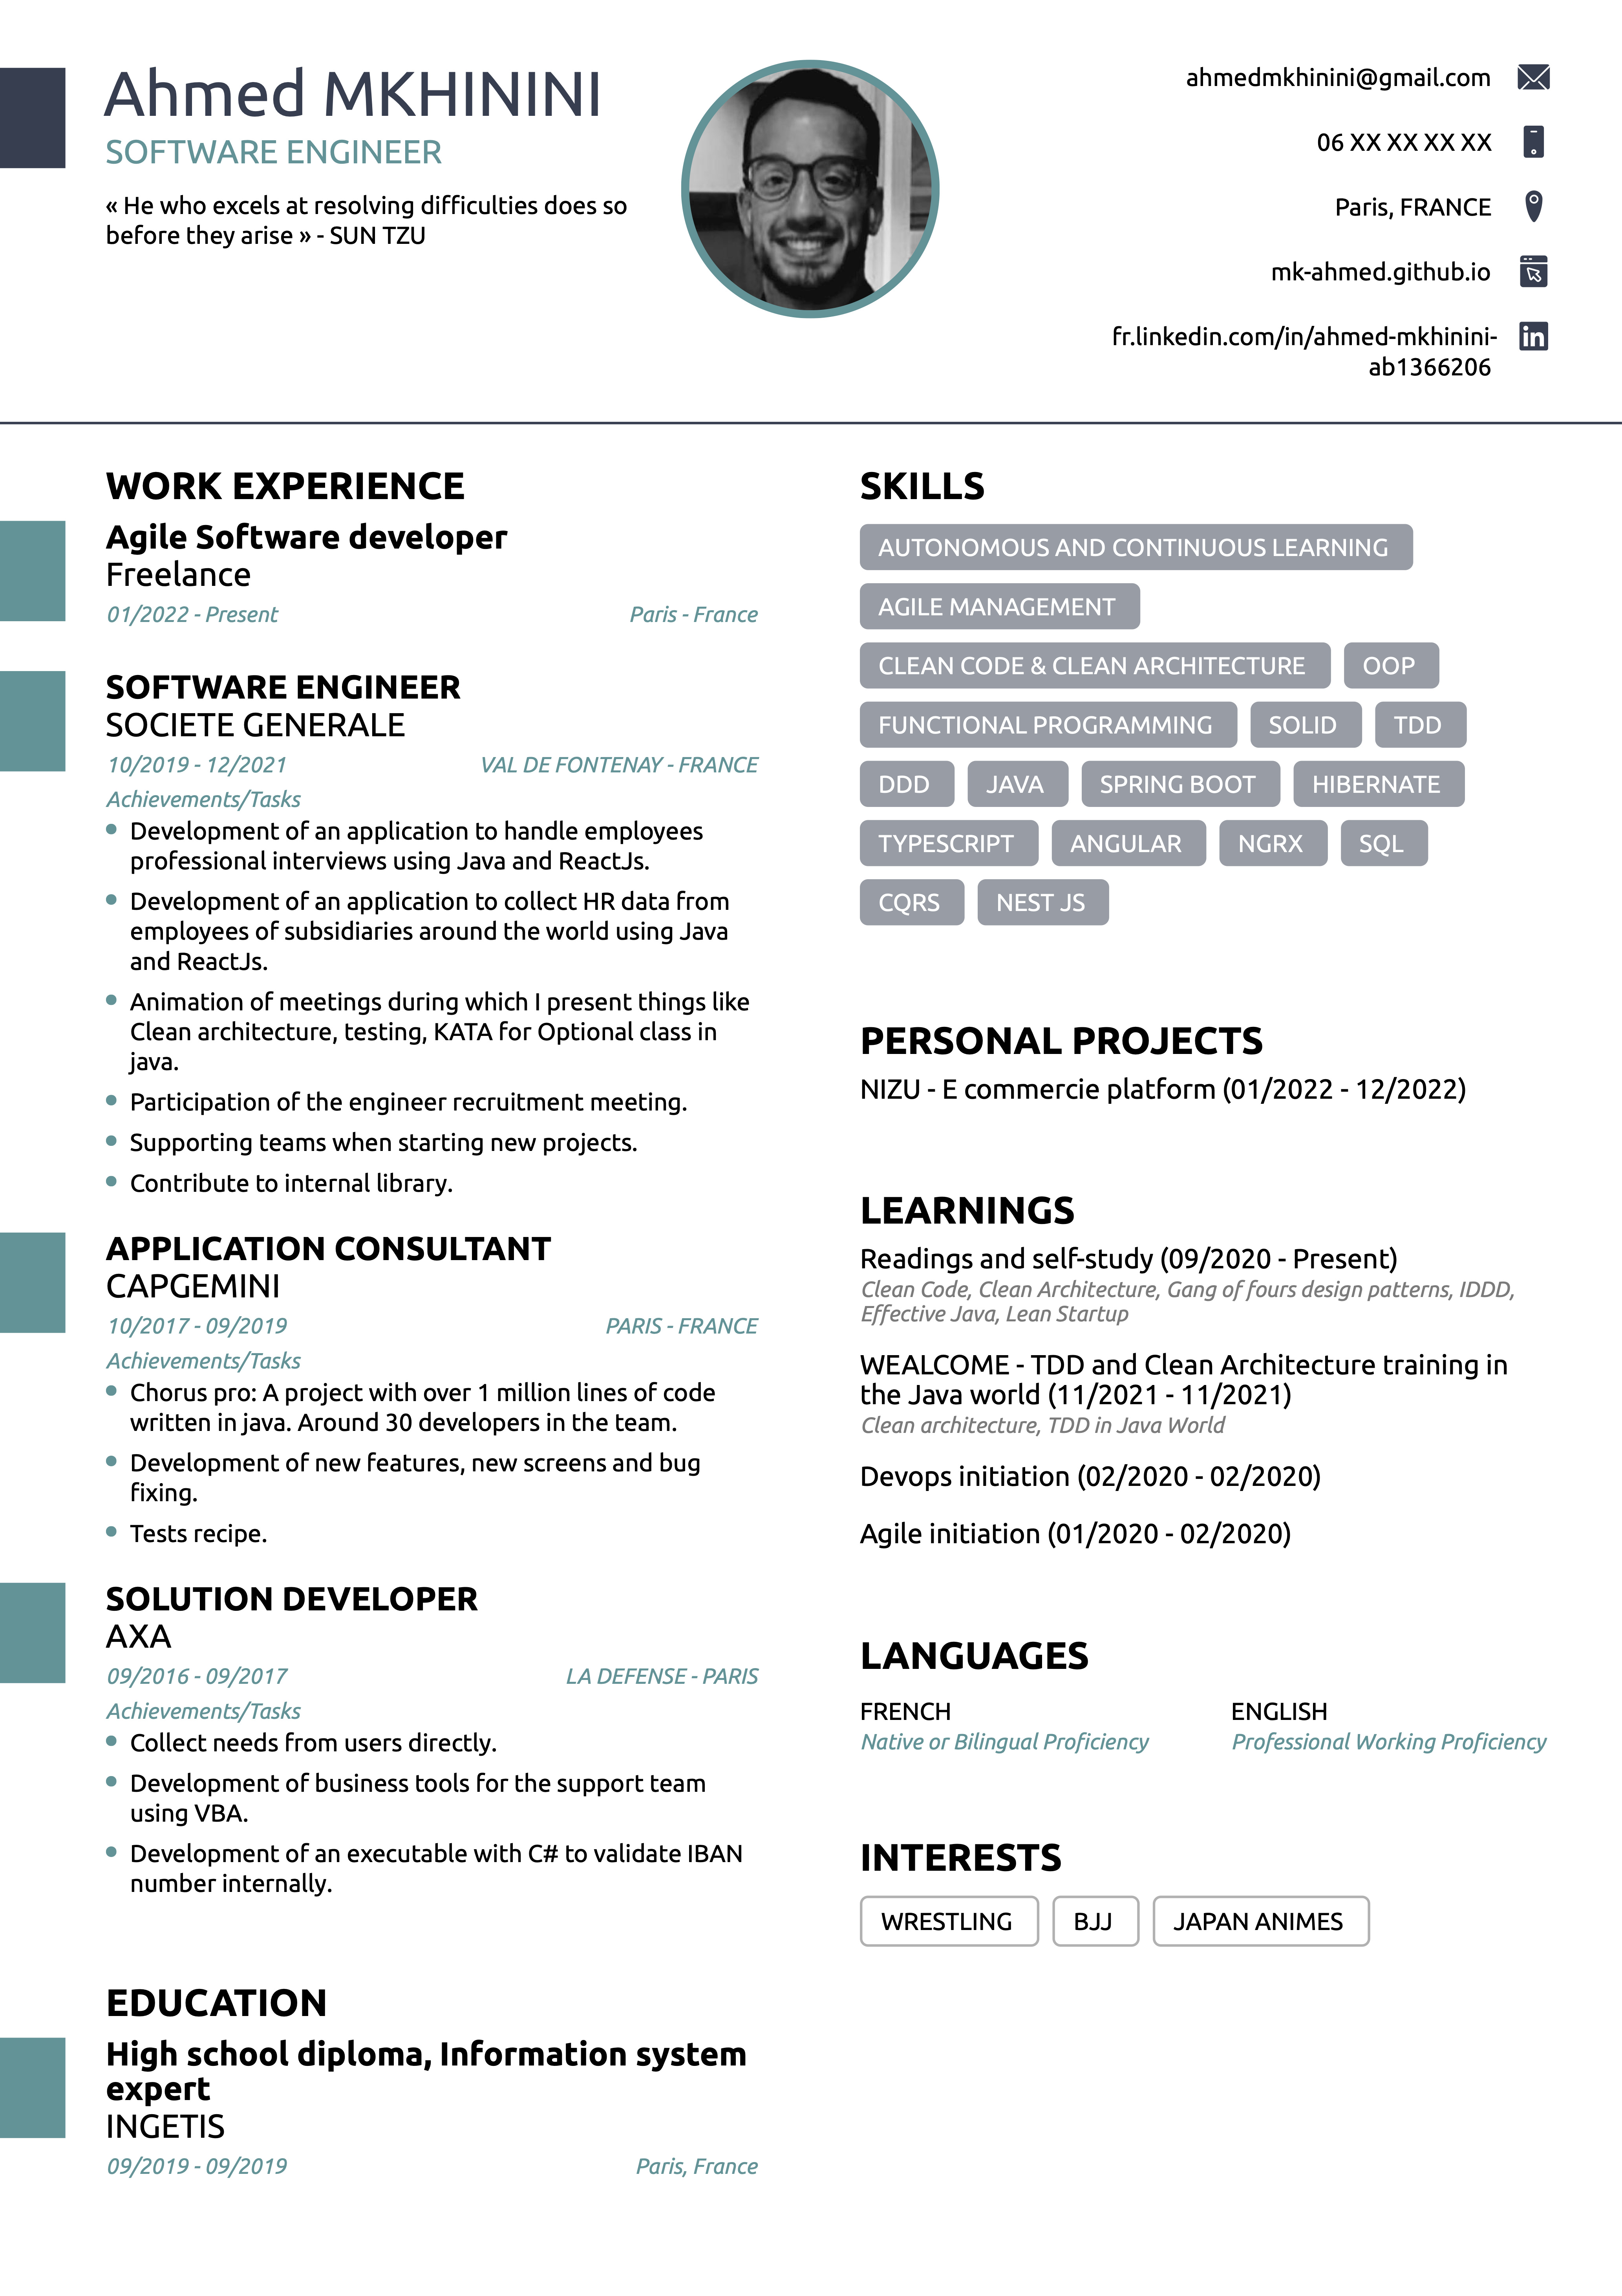 Ahmed MKHININI
SOFTWARE ENGINEER
« He who excels at resolving difficulties does so
before they arise » - SUN TZU
ahmedmkhinini@gmail.com
06 XX XX XX XX
Paris, FRANCE
mk-ahmed.github.io
fr.linkedin.com/in/ahmed-mkhinini-
ab1366206
in
WORK EXPERIENCE
Agile Software developer
Freelance
01/2022 - Present Paris - France
SOFTWARE ENGINEER
SOCIETE GENERALE
10/2019 - 12/2021 VAL DE FONTENAY - FRANCE
Achievements/Tasks
Development of an application to handle employees
professional interviews using Java and ReactJs.
Development of an application to collect HR data from
employees of subsidiaries around the world using Java
and ReactJs.
Animation of meetings during which I present things like
Clean architecture, testing, KATA for Optional class in
java.
Participation of the engineer recruitment meeting.
Supporting teams when starting new projects.
Contribute to internal library.
APPLICATION CONSULTANT
CAPGEMINI
10/2017 - 09/2019 PARIS - FRANCE
Achievements/Tasks
Chorus pro: A project with over 1 million lines of code
written in java. Around 30 developers in the team.
Development of new features, new screens and bug
fixing.
Tests recipe.
SOLUTION DEVELOPER
AXA
09/2016 - 09/2017 LA DEFENSE - PARIS
Achievements/Tasks
Collect needs from users directly.
Development of business tools for the support team
using VBA.
Development of an executable with C# to validate IBAN
number internally.
EDUCATION
High school diploma, Information system
expert
INGETIS
09/2019 - 09/2019 Paris, France
SKILLS
AUTONOMOUS AND CONTINUOUS LEARNING
AGILE MANAGEMENT
CLEAN CODE & CLEAN ARCHITECTURE OOP
FUNCTIONAL PROGRAMMING SOLID TDD
DDD JAVA SPRING BOOT HIBERNATE
TYPESCRIPT ANGULAR NGRX SQL
CQRS NEST JS
PERSONAL PROJECTS
NIZU - E commercie platform (01/2022 - 12/2022)
LEARNINGS
Readings and self-study (09/2020 - Present)
Clean Code, Clean Architecture, Gang of fours design patterns, IDDD,
Effective Java, Lean Startup
WEALCOME - TDD and Clean Architecture training in
the Java world (11/2021 - 11/2021)
Clean architecture, TDD in Java World
Devops initiation (02/2020 - 02/2020)
Agile initiation (01/2020 - 02/2020)
LANGUAGES
FRENCH ENGLISH
Native or Bilingual Proficiency Professional Working Proficiency
INTERESTS
WRESTLING BJJ JAPAN ANIMES